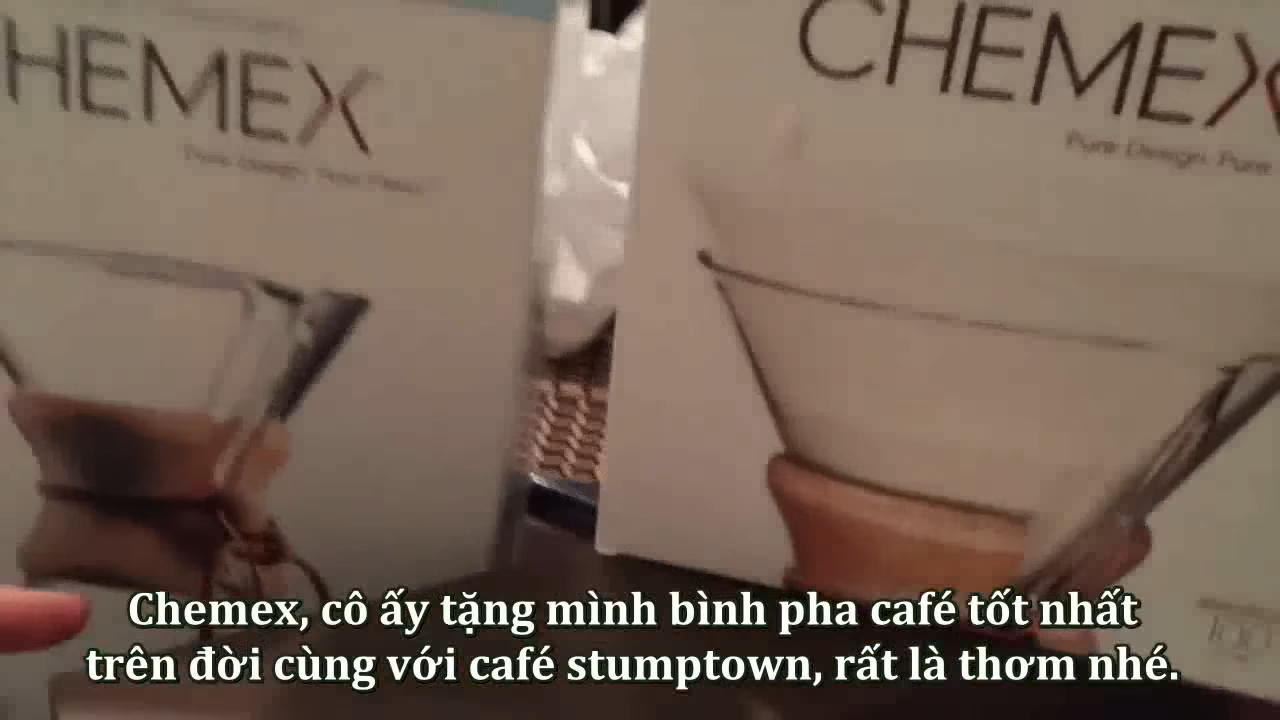 HEMEX
CHEMEX
Pure Design. Pure
Chemex, cô ấy tặng mình bình pha café tốt nhất
trên đời cùng với café stumptown, rất là thơm nhé.